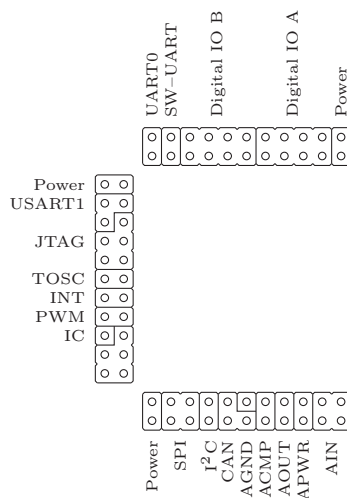 UART0
SW–UART
Digital IO B
Digital IO A
Power
Power
USART1
JTAG
TOSC
INT
PWM
IC
Power
SPI
I²C
CAN
AGND
ACMP
AOUT
APWR
AIN